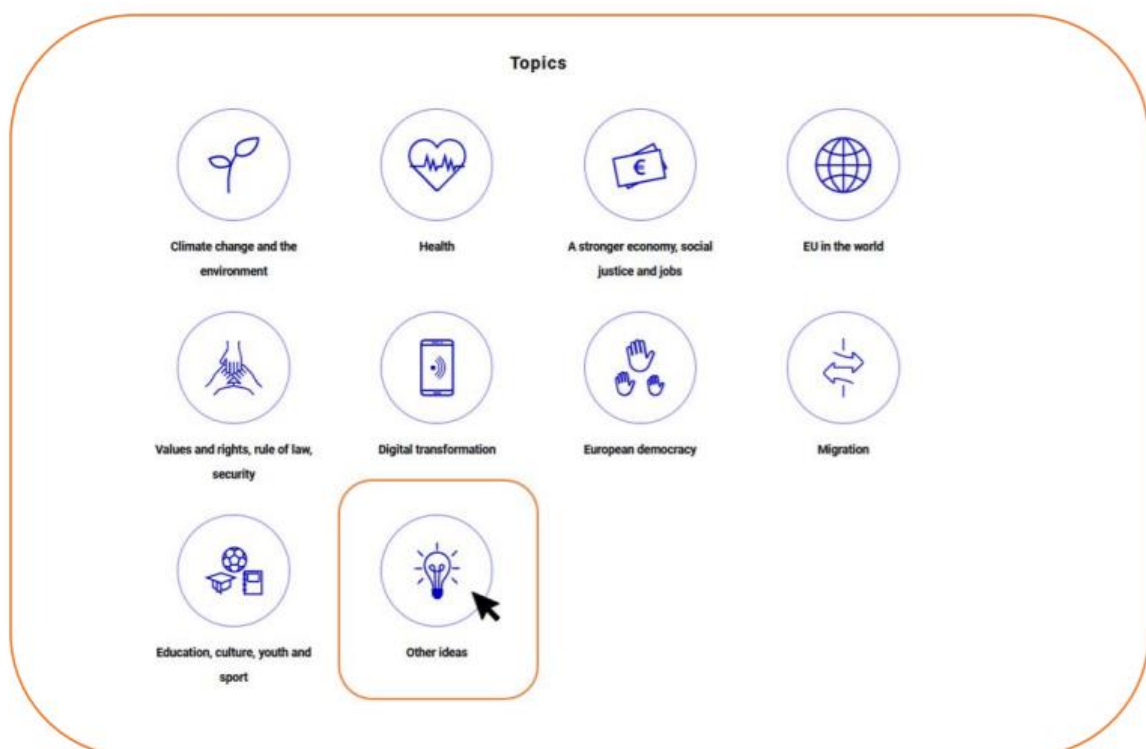 Topics
Climate change and the
environment
Health
A stronger economy, social
justice and jobs
EU in the world
Values and rights, rule of law,
security
Digital transformation
European democracy
Migration
Education, culture, youth and
sport
Other ideas